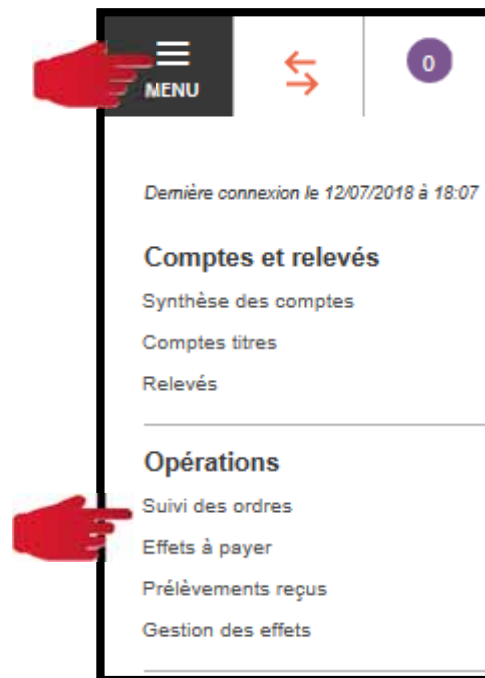 MENU
0
Dernière connexion le 12/07/2018 à 18:07
Comptes et relevés
Synthèse des comptes
Comptes titres
Relevés
Opérations
Suivi des ordres
Effets à payer
Prélèvements reçus
Gestion des effets